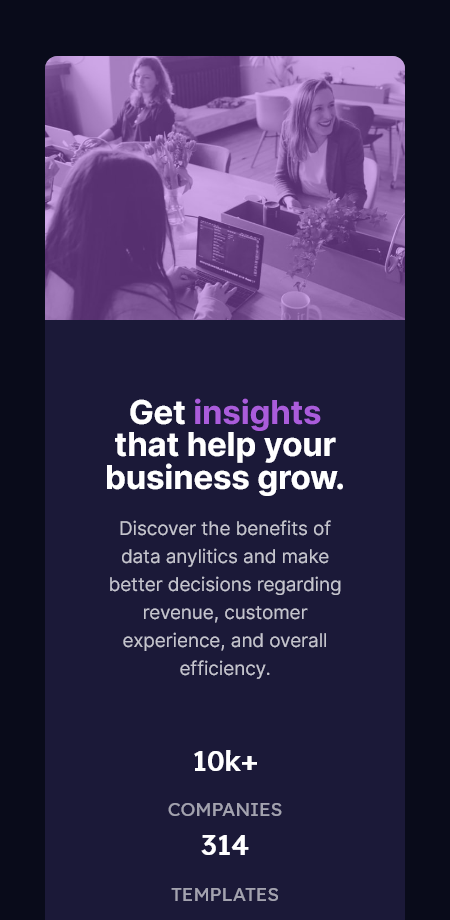 Get insights
that help your
business grow.
Discover the benefits of
data anylitics and make
better decisions regarding
revenue, customer
experience, and overall
efficiency.
10k+
COMPANIES
314
TEMPLATES